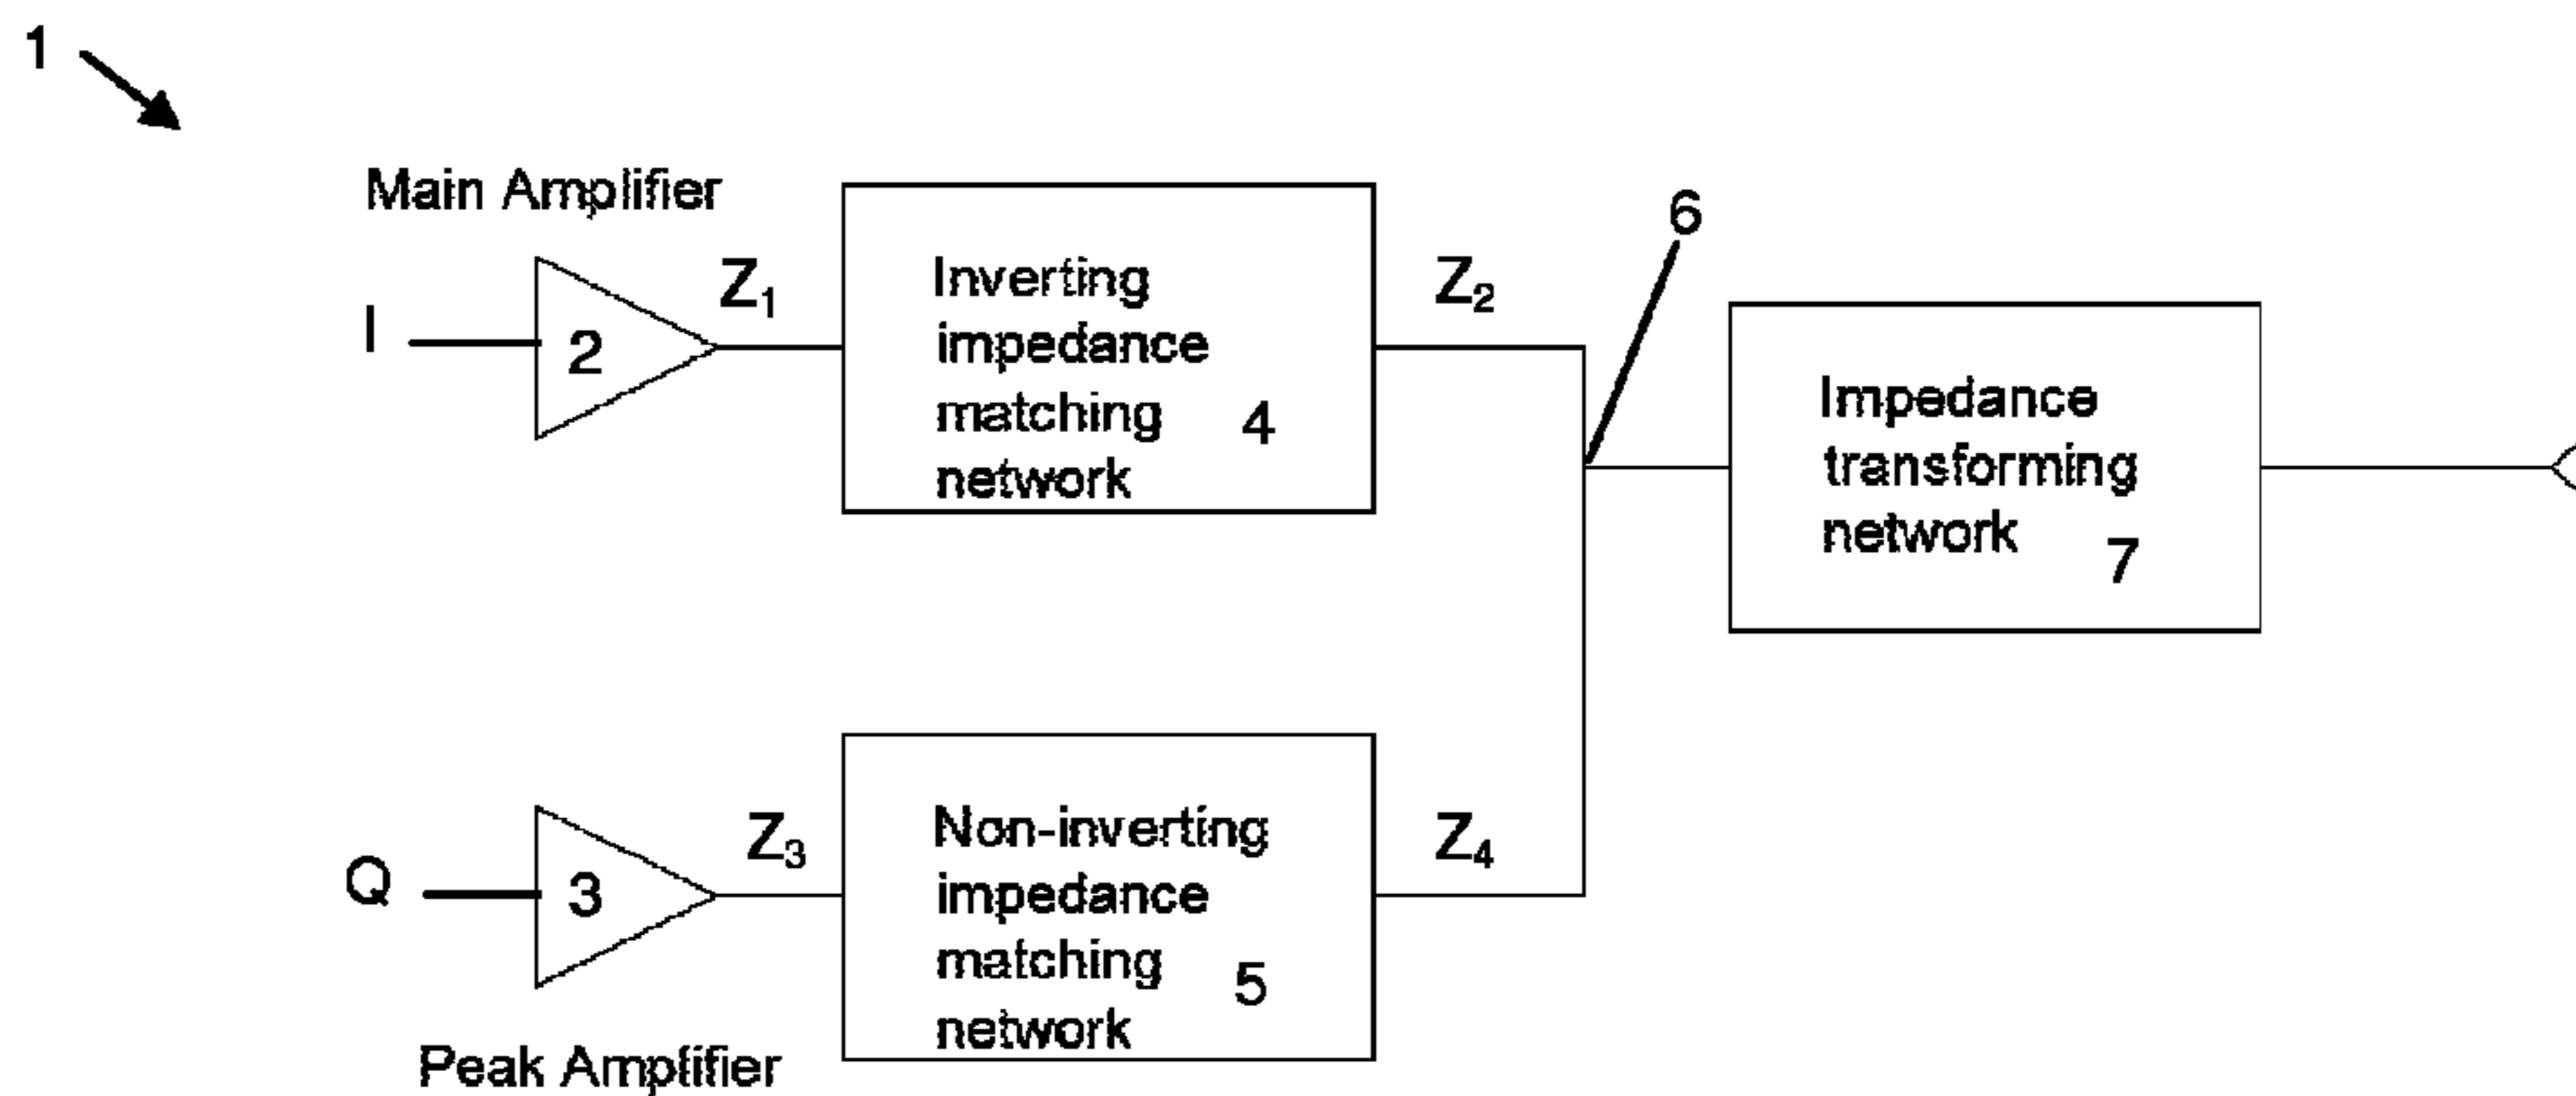 1
Main Amplifier
I
2
Z1
Inverting
impedance
matching
network
4
Z2
6
Impedance
transforming
network
7
Q
3
Z3
Non-inverting
impedance
matching
network
5
Z4
Peak Amplifier